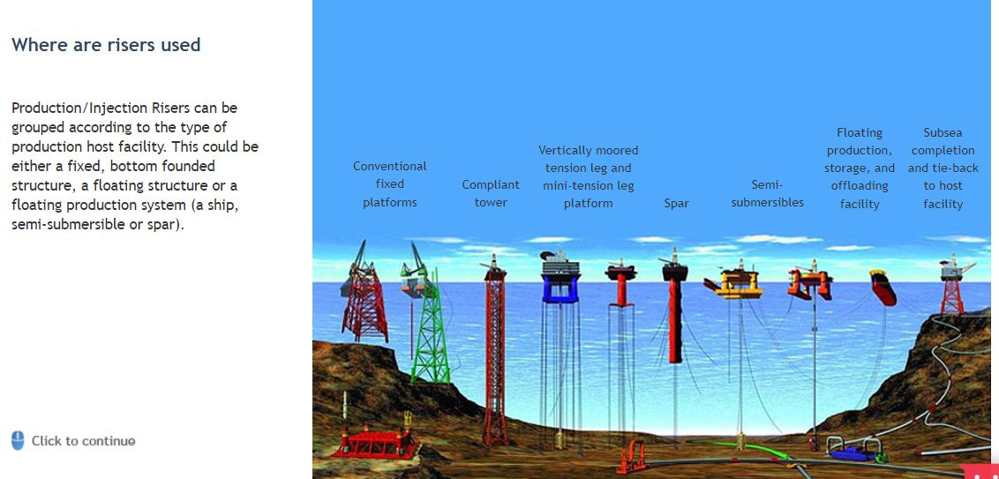 Where are risers used
Production/Injection Risers can be
grouped according to the type of
production host facility. This could be
either a fixed, bottom founded
structure, a floating structure or a
floating production system (a ship,
semi-submersible or spar).
Click to continue
Conventional
fixed
platforms
Compliant
tower
Vertically moored
tension leg and
mini-tension leg
platform
Spar
Semi-
submersibles
Floating
production,
storage, and
offloading
facility
Subsea
completion
and tie-back
to host
facility